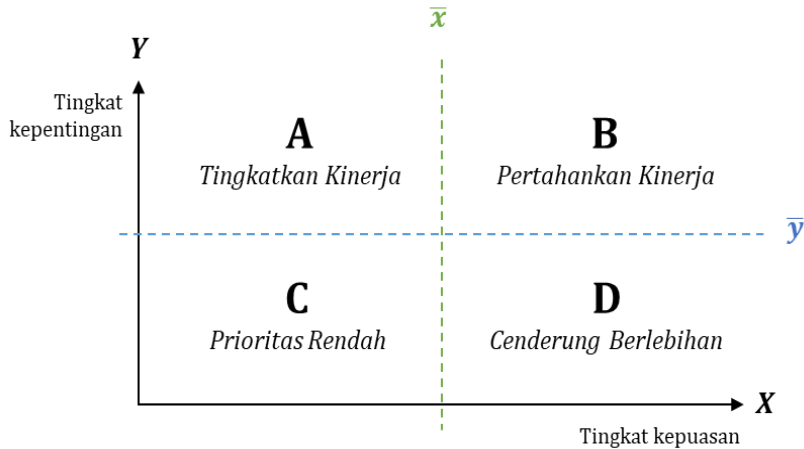 x̅
Y
Tingkat
kepentingan
A
B
Tingkatkan Kinerja
Pertahankan Kinerja
y̅
C
D
Prioritas Rendah
Cenderung Berlebihan
X
Tingkat kepuasan